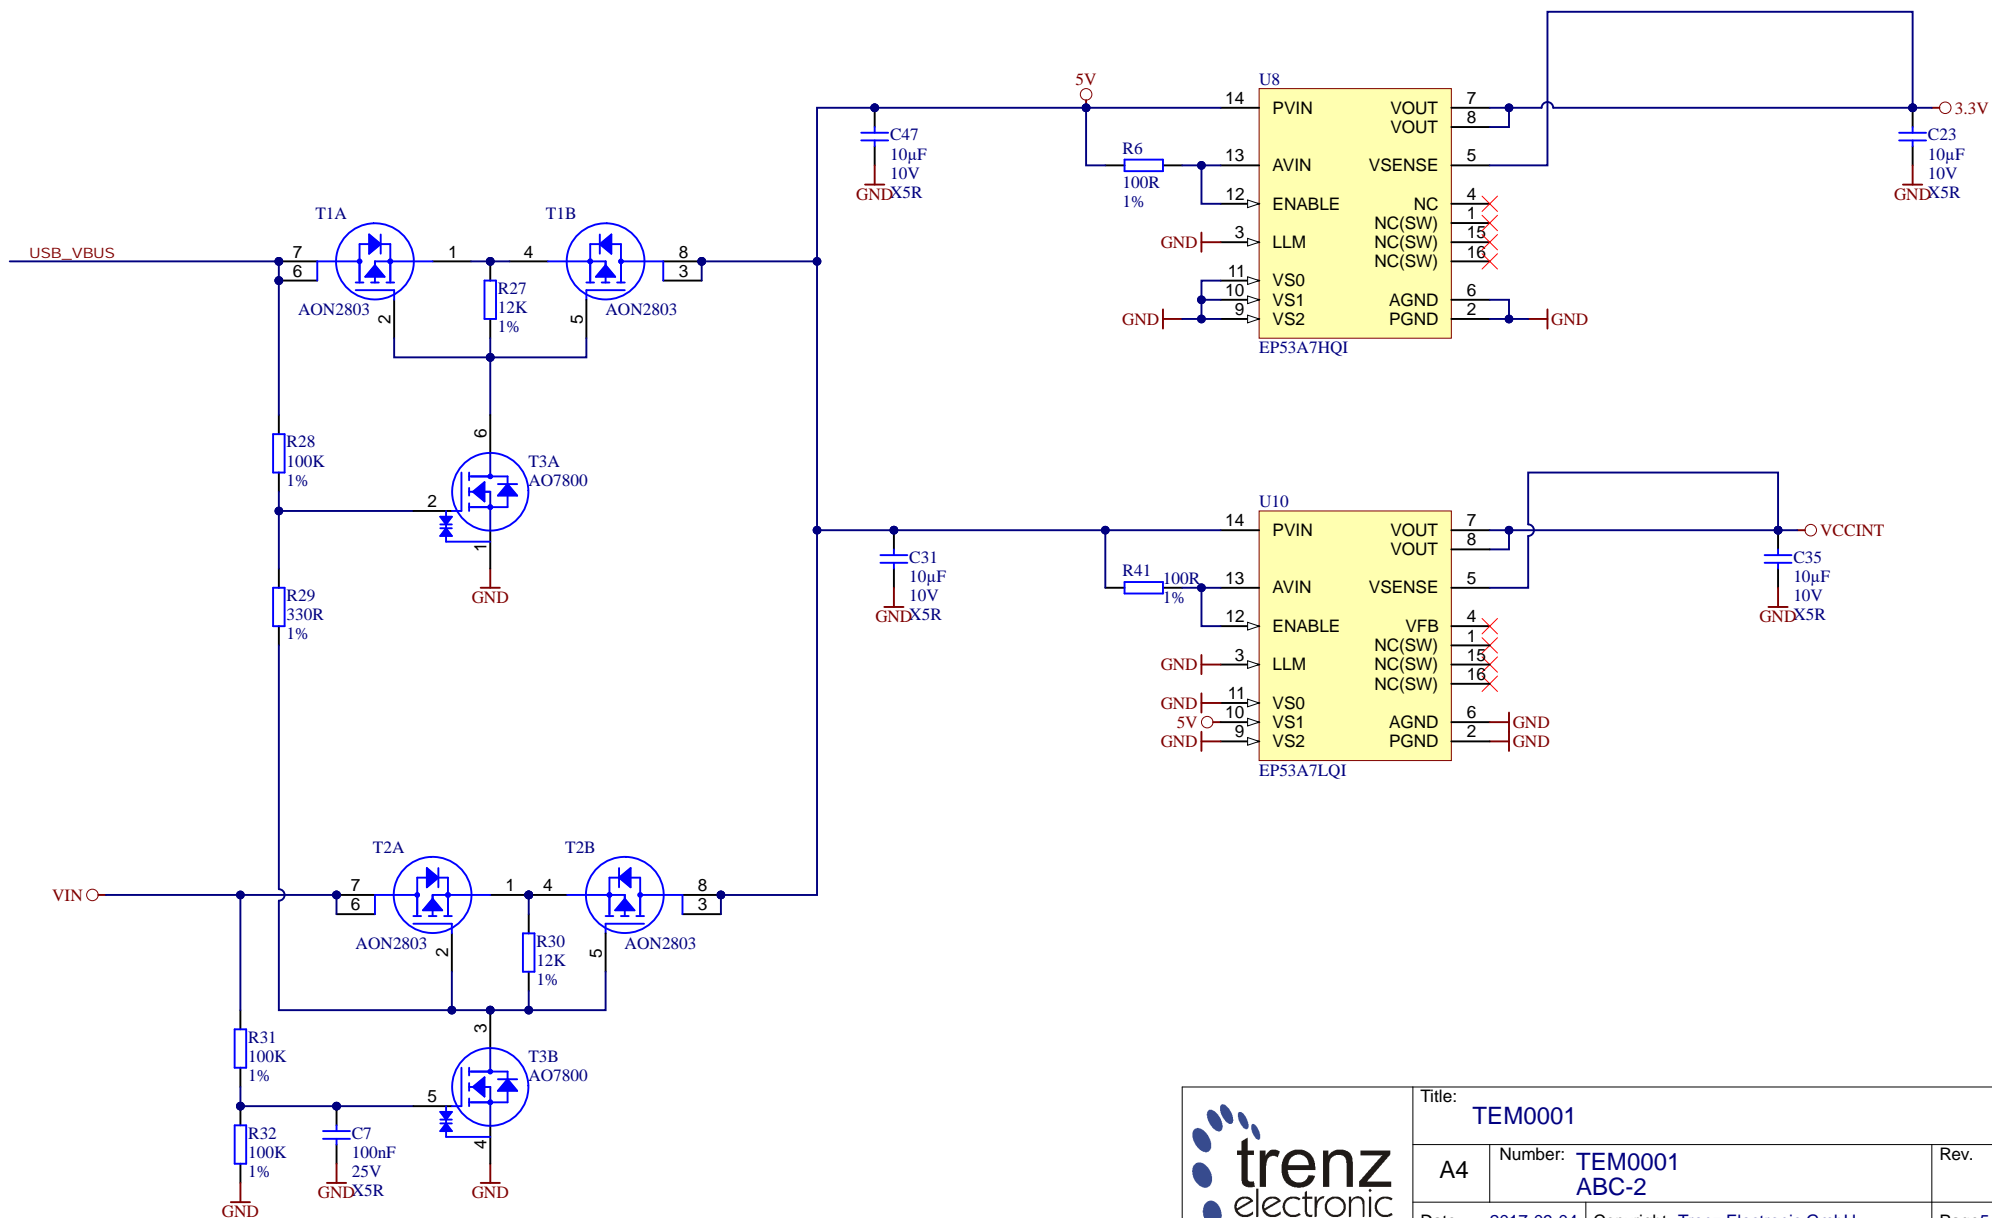 5V
U8
14 PVIN VOUT 7
VOUT 8
3.3V
C47
10µF
10V
X5R
GND
R6
100R
1%
13 AVIN VSENSE 5
12 ENABLE NC 4
NC(SW) 1
GND 3 LLM NC(SW) 15
NC(SW) 16
11 VS0
10 VS1 AGND 6
GND 9 VS2 PGND 2 GND
EP53A7HQI
C23
10µF
10V
X5R
GND
T1A
T1B
USB_VBUS
7
6
1
4
8
3
AON2803
2
R27
12K
1%
5
AON2803
R28
100K
1%
6
T3A
AO7800
2
1
GND
R29
330R
1%
U10
14 PVIN VOUT 7
VOUT 8
VCCINT
C31
10µF
10V
X5R
GND
R41
100R
1%
13 AVIN VSENSE 5
12 ENABLE VFB 4
NC(SW) 1
GND 3 LLM NC(SW) 15
NC(SW) 16
GND 11 VS0
5V 10 VS1 AGND 6 GND
GND 9 VS2 PGND 2 GND
EP53A7LQI
C35
10µF
10V
X5R
GND
T2A
T2B
VIN
7
6
1
4
8
3
AON2803
2
R30
12K
1%
5
AON2803
3
T3B
AO7800
R31
100K
1%
5
4
GND
R32
100K
1%
GND
C7
100nF
25V
X5R
GND
trenz
electronic
Title:
TEM0001
A4
Number: TEM0001
ABC-2
Rev.